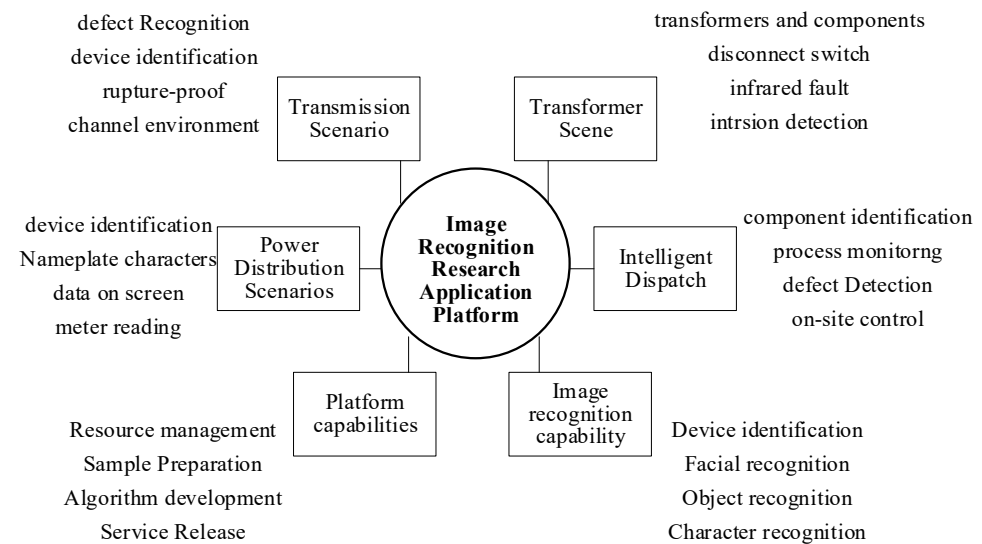 defect Recognition
device identification
rupture-proof
channel environment
Transmission
Scenario
Transformer
Scene
transformers and components
disconnect switch
infrared fault
intrsion detection
device identification
Nameplate characters
data on screen
meter reading
Power
Distribution
Scenarios
Image
Recognition
Research
Application
Platform
Intelligent
Dispatch
component identification
process monitorng
defect Detection
on-site control
Resource management
Sample Preparation
Algorithm development
Service Release
Platform
capabilities
Image
recognition
capability
Device identification
Facial recognition
Object recognition
Character recognition